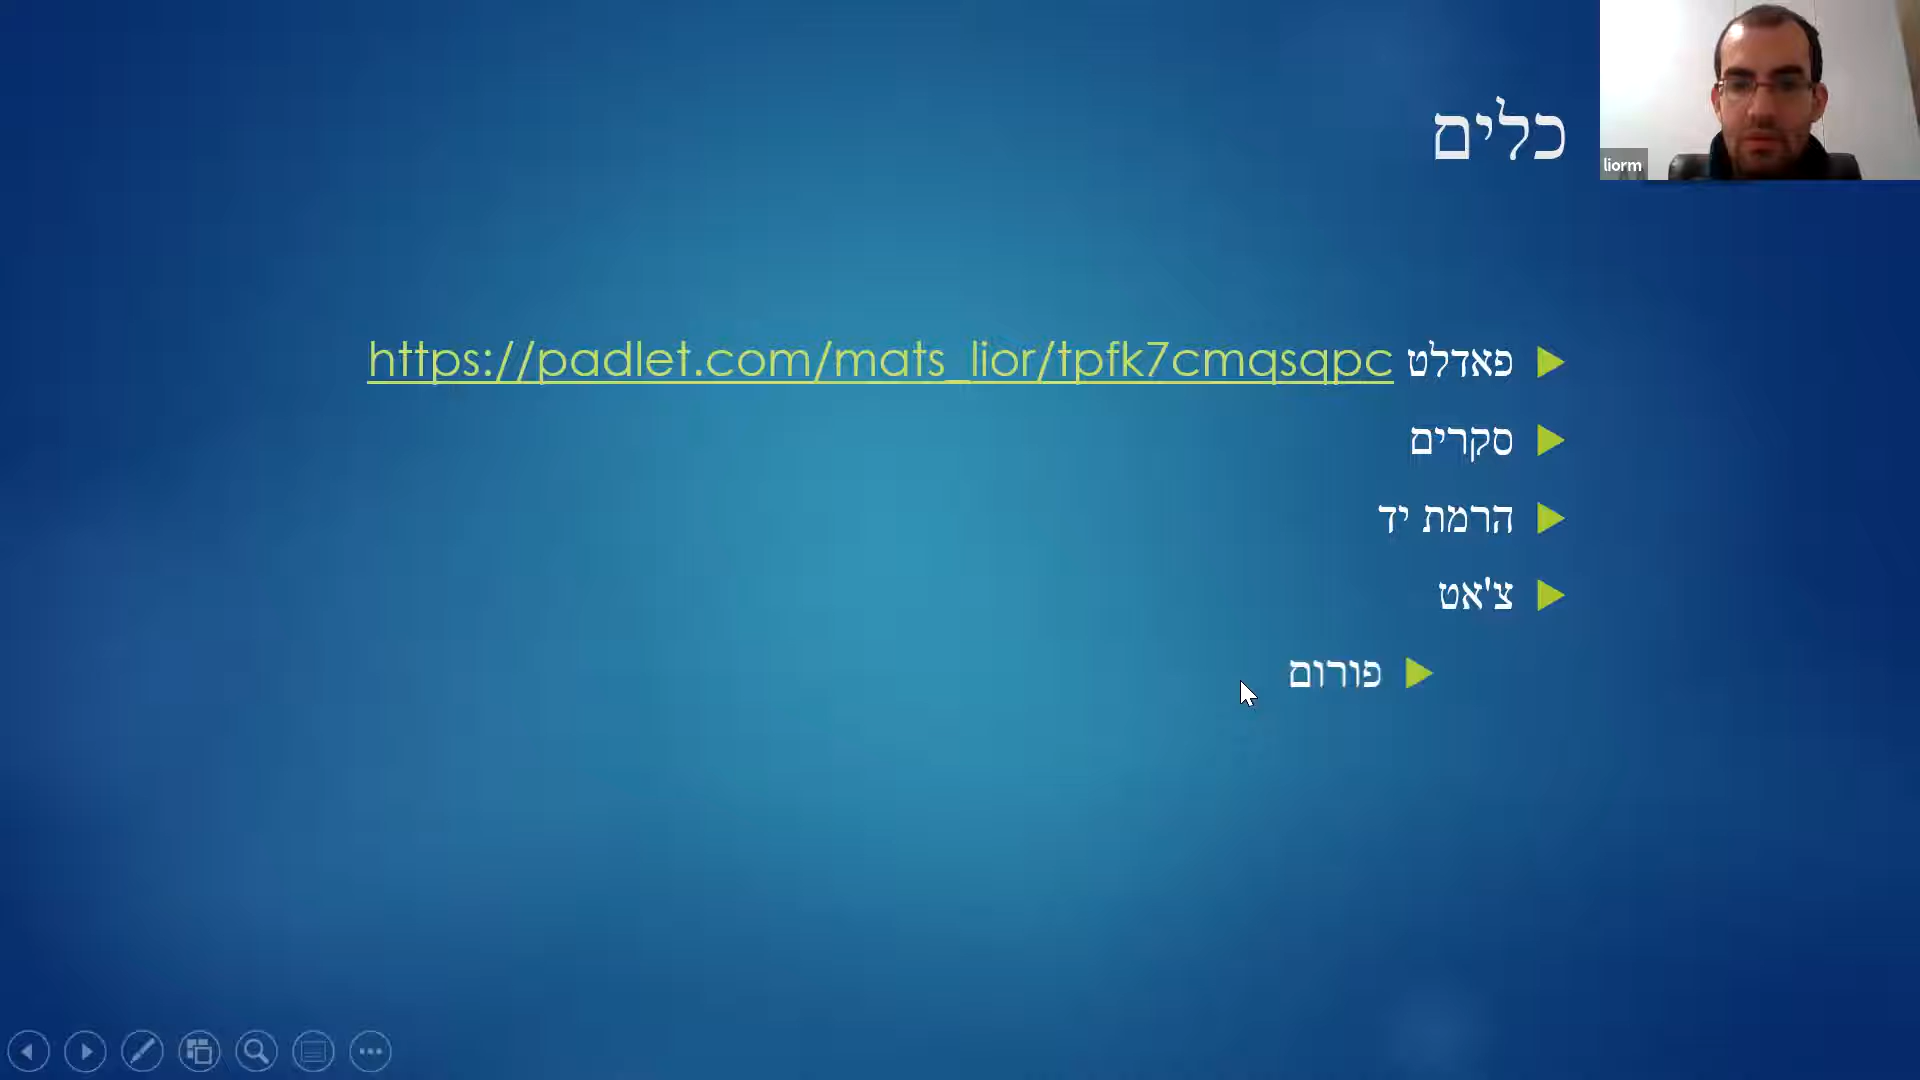 כלים
liorm
פאדלט https://padlet.com/mats_lior/tpfk7cmqsqpc
סקרים
הרמת יד
צ'אט
פורום